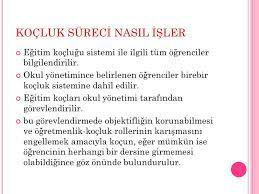 KOÇLUK SÜRECİ NASIL İŞLER
Eğitim koçluğu sistemi ile ilgili tüm öğrenciler
bilgilendirilir.
Okul yönetimince belirlenen öğrenciler birebir
koçluk sistemine dahil edilir.
Eğitim koçları okul yönetimi tarafından
görevlendirilir.
bu görevlendirmede objektifliğin korunabilmesi
ve öğretmenlik-koçluk rollerinin karışmasını
engellemek amacıyla koçun, eğer mümkün ise
öğrencinin herhangi bir dersine girmemesi
olabildiğince göz önünde bulundurulur.